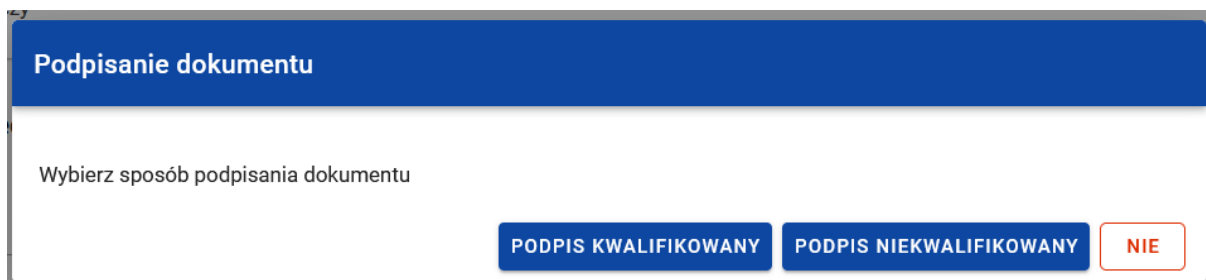 Podpisanie dokumentu
Wybierz sposób podpisania dokumentu
PODPIS KWALIFIKOWANY PODPIS NIEKWALIFIKOWANY NIE